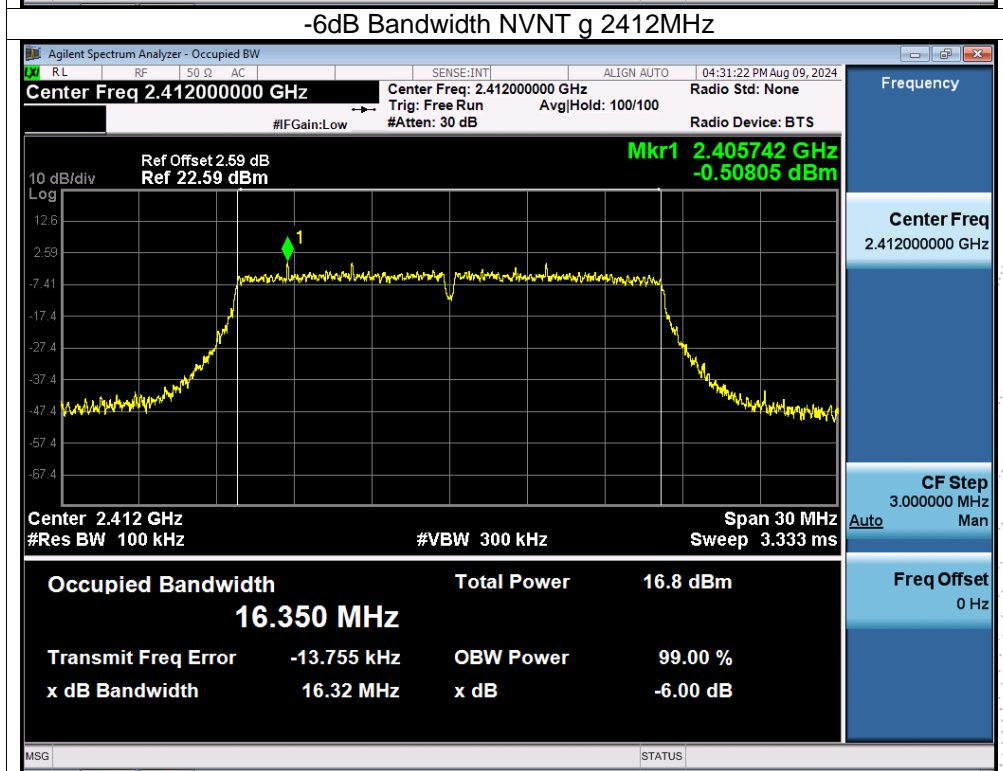 -6dB Bandwidth NVNT g 2412MHz
Agilent Spectrum Analyzer - Occupied BW
LXI RL RF 50 Ω AC SENSE:INT ALIGN AUTO 04:31:22 PM Aug 09, 2024
Center Freq 2.412000000 GHz
Center Freq: 2.412000000 GHz Radio Std: None
Trig: Free Run Avg|Hold: 100/100
#IFGain:Low #Atten: 30 dB Radio Device: BTS
Frequency
Mkr1 2.405742 GHz
-0.50805 dBm
Ref Offset 2.59 dB
10 dB/div Ref 22.59 dBm
Log
12.6
2.59
-7.41
-17.4
-27.4
-37.4
-47.4
-57.4
-67.4
1
Center Freq
2.412000000 GHz
Center 2.412 GHz Span 30 MHz
#Res BW 100 kHz #VBW 300 kHz Sweep 3.333 ms
CF Step
3.000000 MHz
Auto Man
Freq Offset
0 Hz
Occupied Bandwidth Total Power 16.8 dBm
16.350 MHz
Transmit Freq Error -13.755 kHz OBW Power 99.00 %
x dB Bandwidth 16.32 MHz x dB -6.00 dB
MSG STATUS